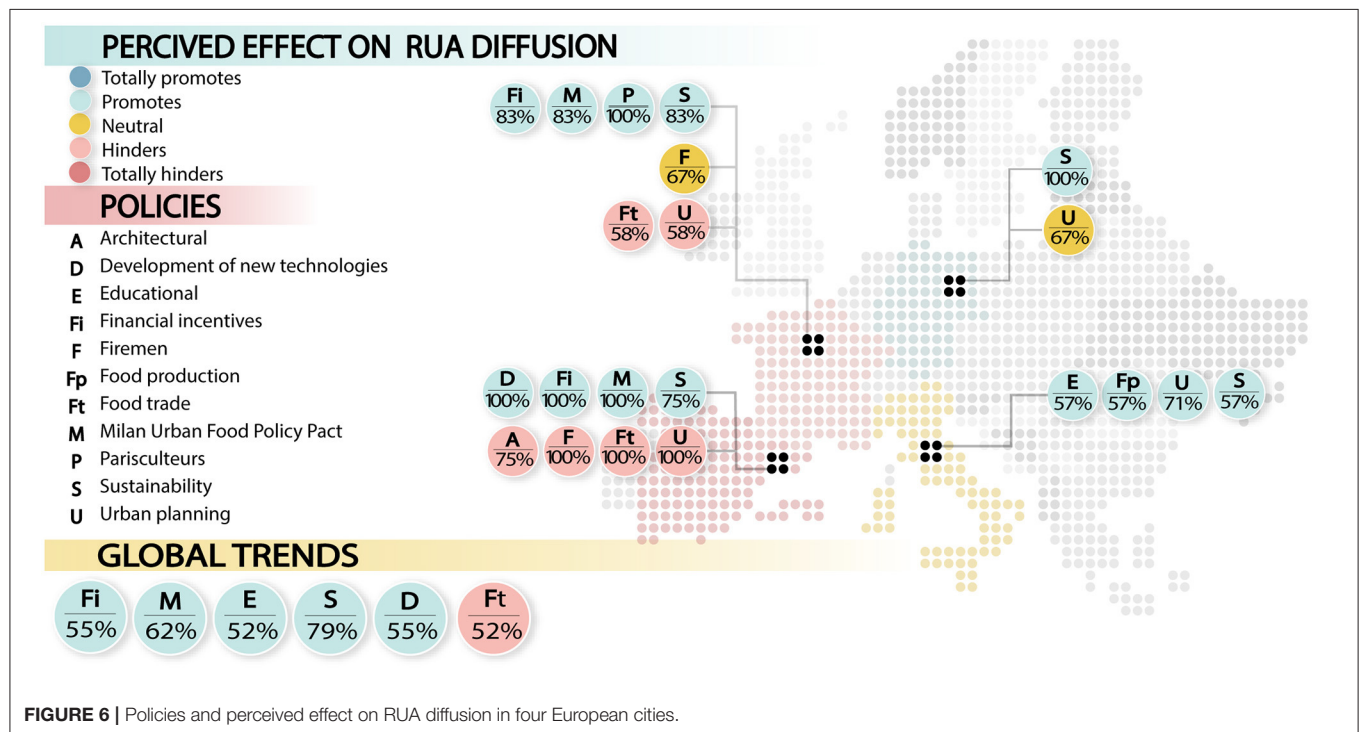 PERCIVED EFFECT ON RUA DIFFUSION
Totally promotes
Promotes
Neutral
Hinders
Totally hinders
POLICIES
A Architectural
D Development of new technologies
E Educational
Fi Financial incentives
F Firemen
Fp Food production
Ft Food trade
M Milan Urban Food Policy Pact
P Parisculteurs
S Sustainability
U Urban planning
Fi M P S
83% 83% 100% 83%
F
67%
Ft U
58% 58%
S
100%
U
67%
D Fi M S
100% 100% 100% 75%
A F Ft U
75% 100% 100% 100%
E Fp U S
57% 57% 71% 57%
GLOBAL TRENDS
Fi M E S D Ft
55% 62% 52% 79% 55% 52%
FIGURE 6 | Policies and perceived effect on RUA diffusion in four European cities.